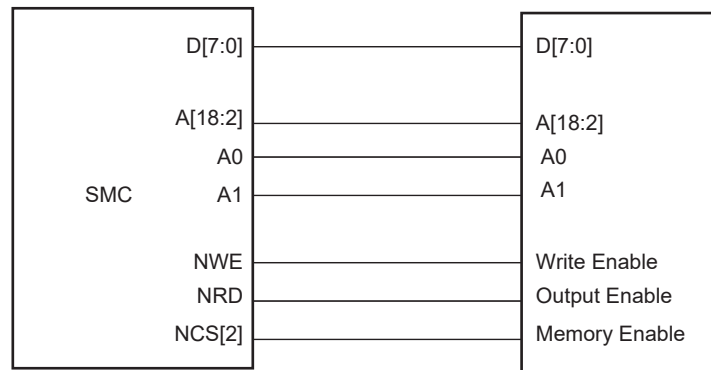 D[7:0] D[7:0]
A[18:2] A[18:2]
A0 A0
SMC A1 A1
NWE Write Enable
NRD Output Enable
NCS[2] Memory Enable